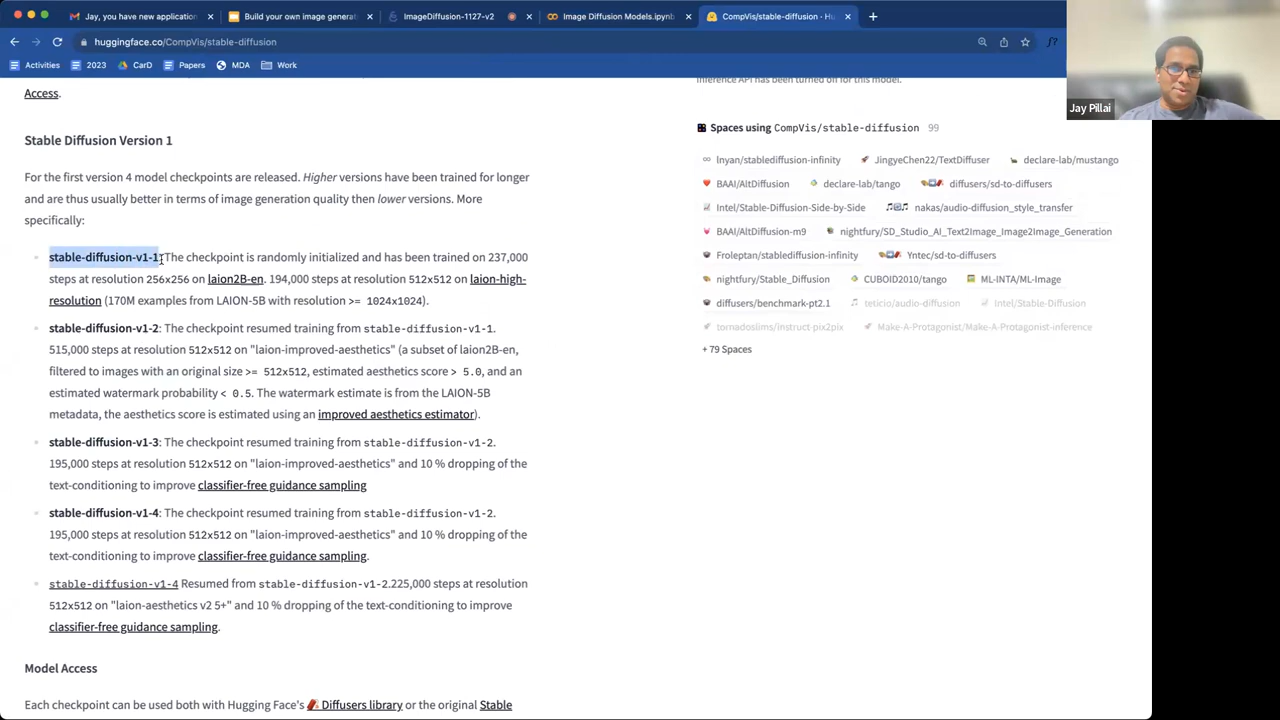 Jay, you have new application
Build your own image generat
ImageDiffusion-1127-v2
Image Diffusion Models.ipynb
CompVis/stable-diffusion · Hu
huggingface.co/CompVis/stable-diffusion
Activities
2023
CarD
Papers
MDA
Work
Jay Pillai
Access.
Inference API has been turned off for this model.
Stable Diffusion Version 1
For the first version 4 model checkpoints are released. Higher versions have been trained for longer
and are thus usually better in terms of image generation quality then lower versions. More
specifically:
stable-diffusion-v1-1: The checkpoint is randomly initialized and has been trained on 237,000
steps at resolution 256x256 on laion2B-en. 194,000 steps at resolution 512x512 on laion-high-
resolution (170M examples from LAION-5B with resolution >= 1024x1024).
stable-diffusion-v1-2: The checkpoint resumed training from stable-diffusion-v1-1.
515,000 steps at resolution 512x512 on "laion-improved-aesthetics" (a subset of laion2B-en,
filtered to images with an original size >= 512x512, estimated aesthetics score > 5.0, and an
estimated watermark probability < 0.5. The watermark estimate is from the LAION-5B
metadata, the aesthetics score is estimated using an improved aesthetics estimator).
stable-diffusion-v1-3: The checkpoint resumed training from stable-diffusion-v1-2.
195,000 steps at resolution 512x512 on "laion-improved-aesthetics" and 10 % dropping of the
text-conditioning to improve classifier-free guidance sampling
stable-diffusion-v1-4: The checkpoint resumed training from stable-diffusion-v1-2.
195,000 steps at resolution 512x512 on "laion-improved-aesthetics" and 10 % dropping of the
text-conditioning to improve classifier-free guidance sampling.
stable-diffusion-v1-4 Resumed from stable-diffusion-v1-2.225,000 steps at resolution
512x512 on "laion-aesthetics v2 5+" and 10 % dropping of the text-conditioning to improve
classifier-free guidance sampling.
Model Access
Each checkpoint can be used both with Hugging Face's Diffusers library or the original Stable
Spaces using CompVis/stable-diffusion 99
lnyan/stablediffusion-infinity
JingyeChen22/TextDiffuser
declare-lab/mustango
BAAI/AltDiffusion
declare-lab/tango
diffusers/sd-to-diffusers
Intel/Stable-Diffusion-Side-by-Side
nakas/audio-diffusion_style_transfer
BAAI/AltDiffusion-m9
nightfury/SD_Studio_AI_Text2Image_Image2Image_Generation
Froleptan/stablediffusion-infinity
Yntec/sd-to-diffusers
nightfury/Stable_Diffusion
CUBOID2010/tango
ML-INTA/ML-Image
diffusers/benchmark-pt2.1
teticio/audio-diffusion
Intel/Stable-Diffusion
tornadoslims/instruct-pix2pix
Make-A-Protagonist/Make-A-Protagonist-inference
+ 79 Spaces